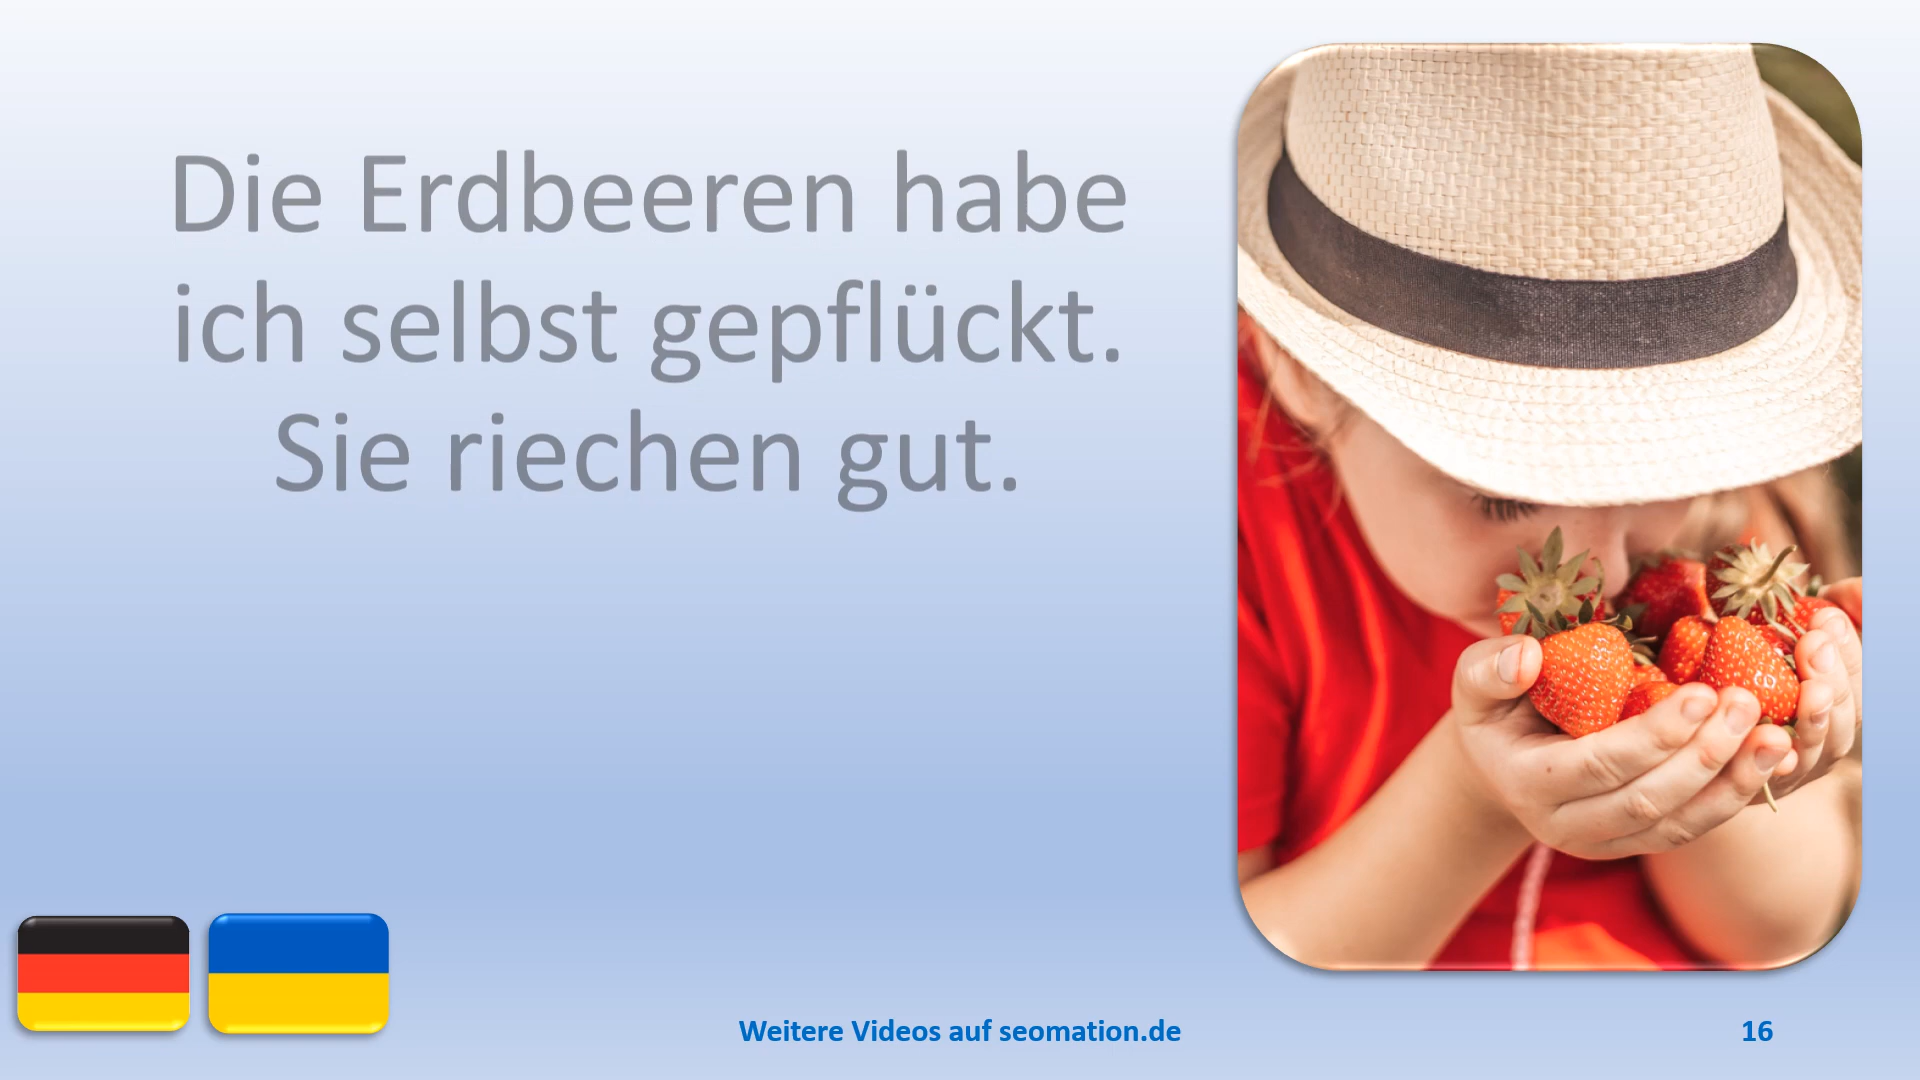 Die Erdbeeren habe
ich selbst gepflückt.
Sie riechen gut.
Weitere Videos auf seomation.de
16